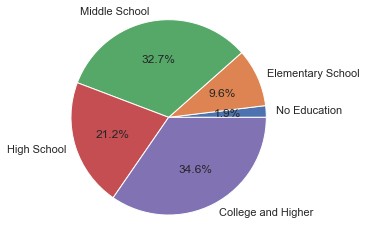 Middle School
32.7%
Elementary School
9.6%
No Education
1.9%
High School
21.2%
34.6%
College and Higher